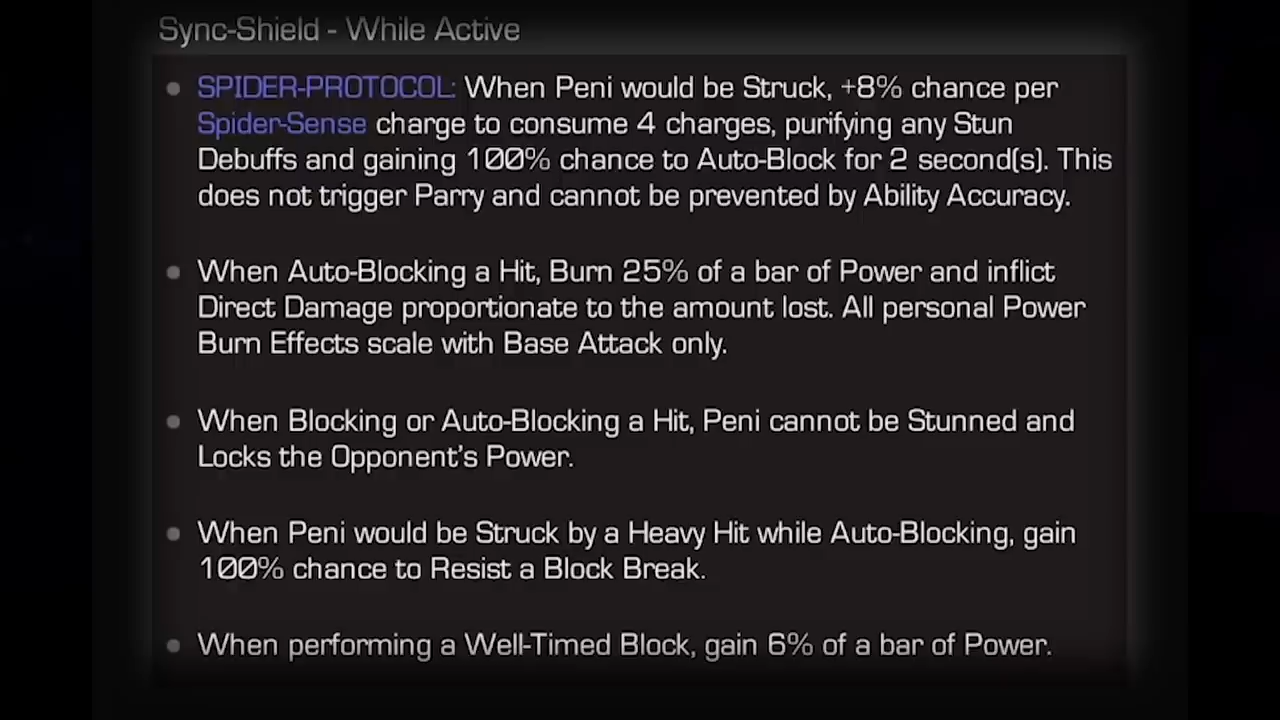 Sync-Shield - While Active
SPIDER-PROTOCOL: When Peni would be Struck, +8% chance per
Spider-Sense charge to consume 4 charges, purifying any Stun
Debuffs and gaining 100% chance to Auto-Block for 2 second(s). This
does not trigger Parry and cannot be prevented by Ability Accuracy.
When Auto-Blocking a Hit, Burn 25% of a bar of Power and inflict
Direct Damage proportionate to the amount lost. All personal Power
Burn Effects scale with Base Attack only.
When Blocking or Auto-Blocking a Hit, Peni cannot be Stunned and
Locks the Opponent's Power.
When Peni would be Struck by a Heavy Hit while Auto-Blocking, gain
100% chance to Resist a Block Break.
When performing a Well-Timed Block, gain 6% of a bar of Power.